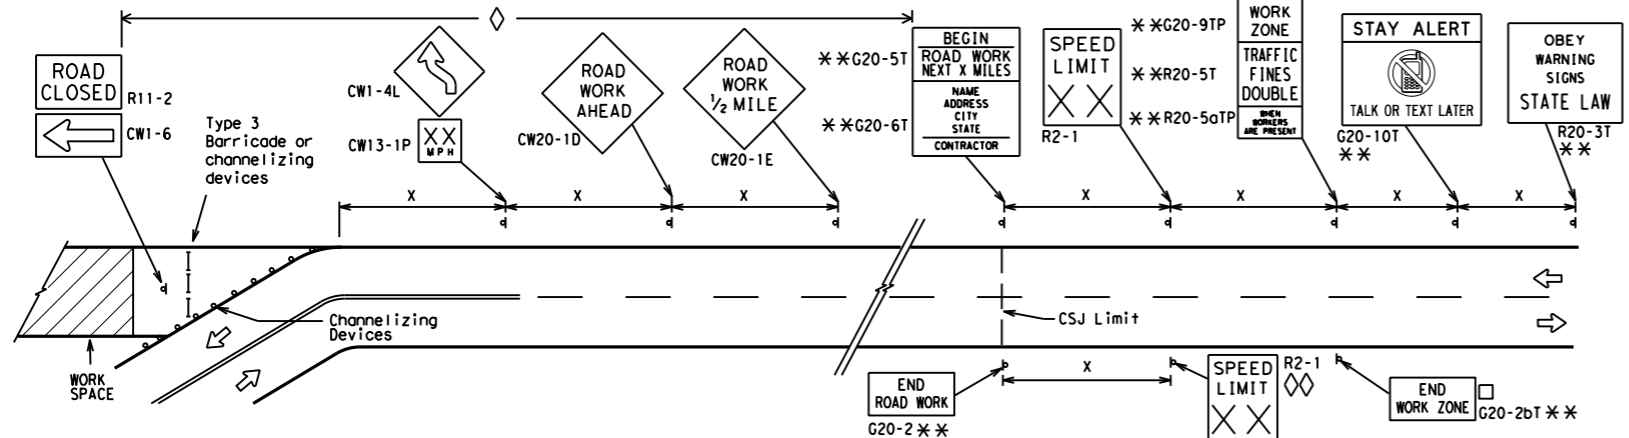 ROAD
CLOSED
R11-2
CW1-6
Type 3
Barricade or
channelizing
devices
CW1-4L
CW13-1P
X X
MPH
ROAD
WORK
AHEAD
CW20-1D
ROAD
WORK
1/2 MILE
CW20-1E
**G20-5T
BEGIN
ROAD WORK
NEXT X MILES
**G20-6T
NAME
ADDRESS
CITY
STATE
CONTRACTOR
SPEED
LIMIT
X X
R2-1
**G20-9TP
WORK
ZONE
**R20-5T
TRAFFIC
FINES
DOUBLE
**R20-5aTP
WHEN
WORKERS
ARE PRESENT
STAY ALERT
TALK OR TEXT LATER
G20-10T
**
OBEY
WARNING
SIGNS
STATE LAW
R20-3T
**
X X X X X X X
Channelizing
Devices
CSJ Limit
WORK
SPACE
X
END
ROAD WORK
G20-2 **
SPEED
LIMIT
X X
R2-1
END
WORK ZONE
G20-2bT **